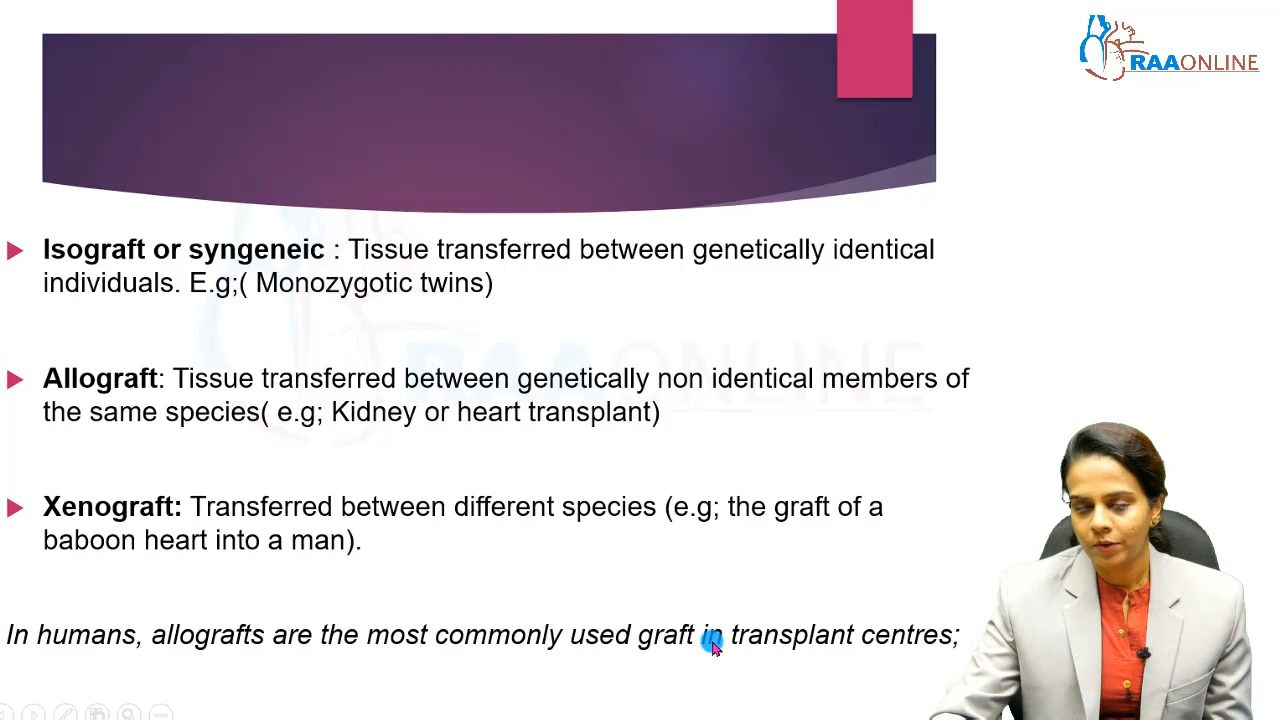 RAAONLINE
Isograft or syngeneic : Tissue transferred between genetically identical
individuals. E.g;( Monozygotic twins)
RAAONLINE
Allograft: Tissue transferred between genetically non identical members of
the same species( e.g; Kidney or heart transplant)
Xenograft: Transferred between different species (e.g; the graft of a
baboon heart into a man).
In humans, allografts are the most commonly used graft in transplant centres;